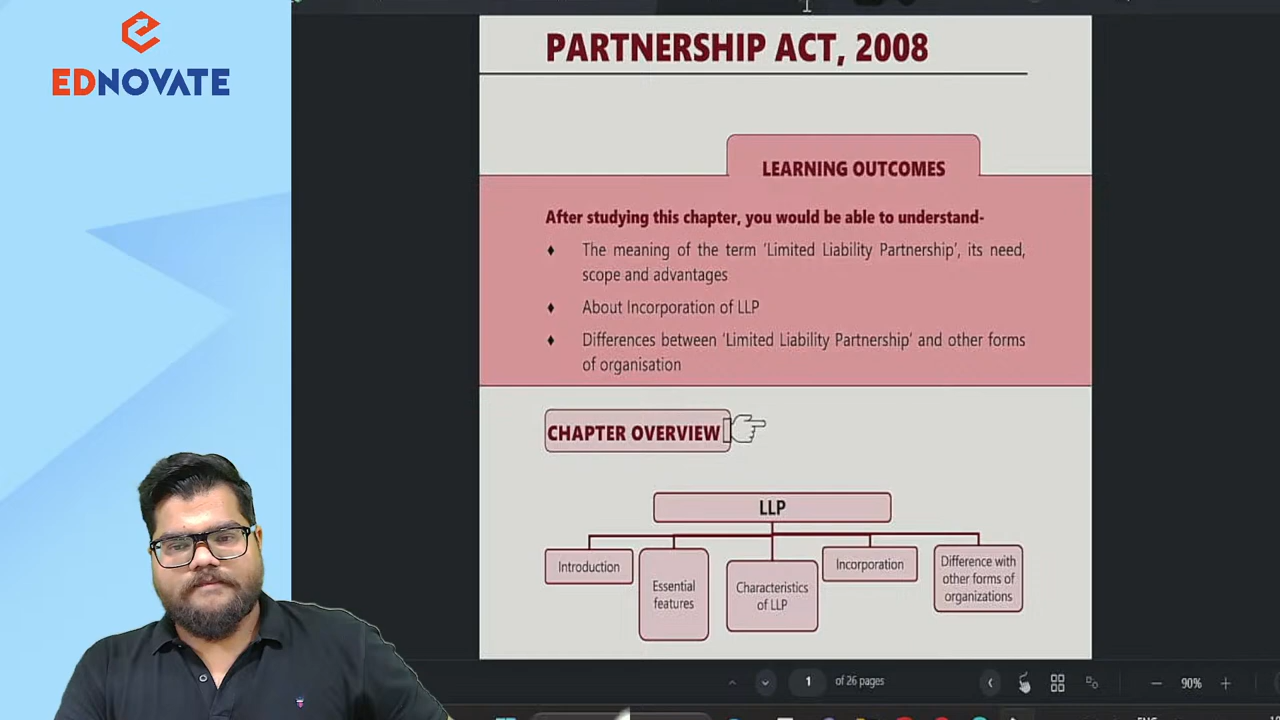 EDNOVATE
PARTNERSHIP ACT, 2008
LEARNING OUTCOMES
After studying this chapter, you would be able to understand-
♦ The meaning of the term ‘Limited Liability Partnership’, its need,
scope and advantages
♦ About Incorporation of LLP
♦ Differences between ‘Limited Liability Partnership’ and other forms
of organisation
CHAPTER OVERVIEW
LLP
Introduction
Essential
features
Characteristics
of LLP
Incorporation
Difference with
other forms of
organizations
1 of 26 pages
90%